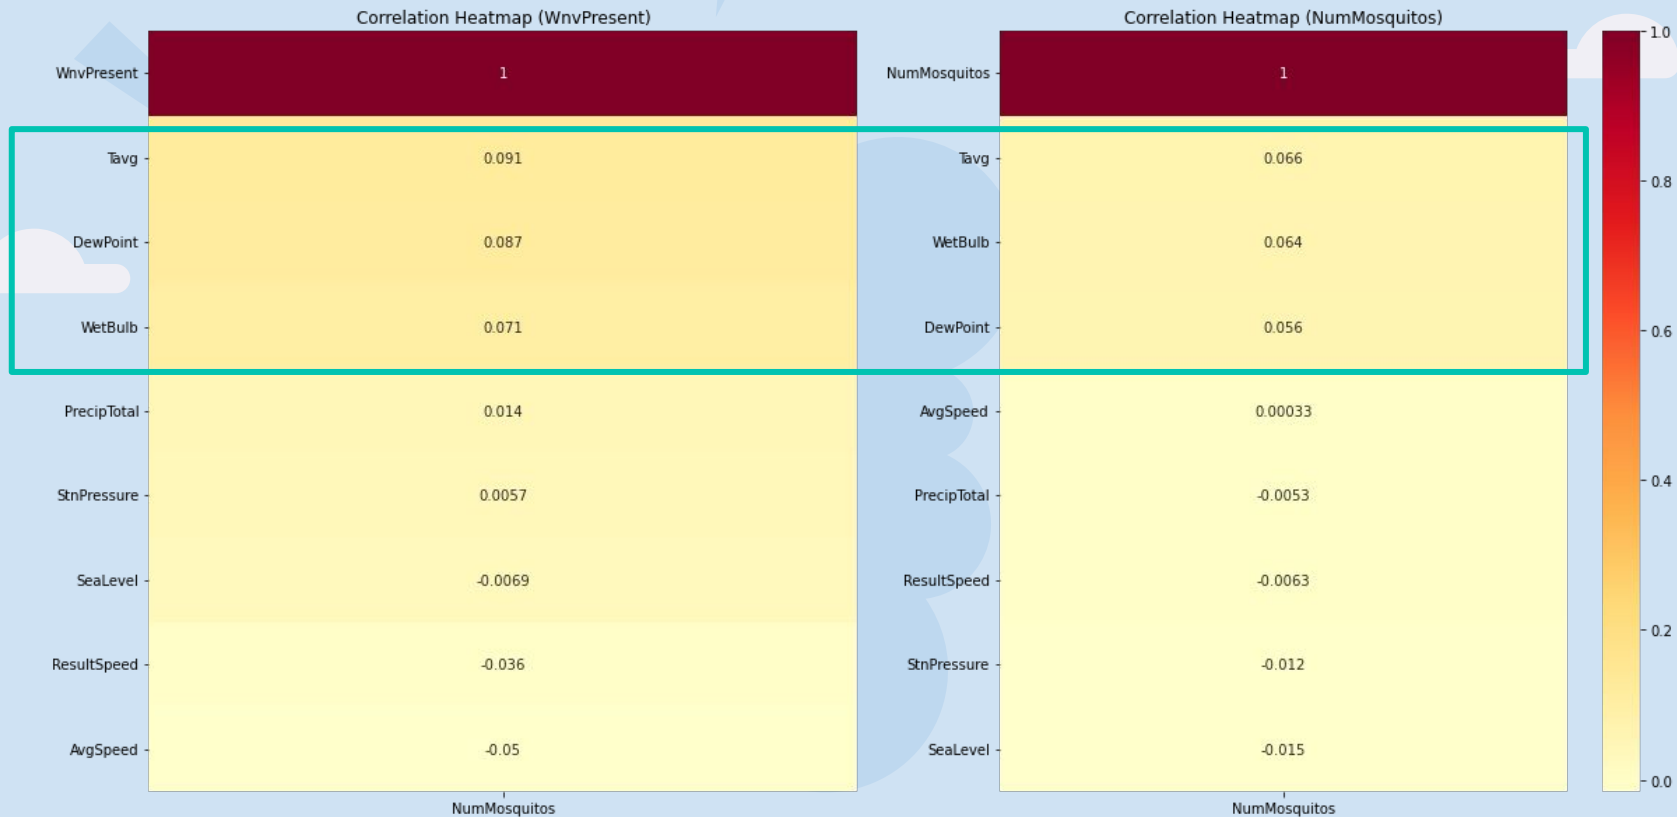 Correlation Heatmap (WnvPresent)
WnvPresent
1
Tavg
0.091
DewPoint
0.087
WetBulb
0.071
PrecipTotal
0.014
StnPressure
0.0057
SeaLevel
-0.0069
ResultSpeed
-0.036
AvgSpeed
-0.05
NumMosquitos
Correlation Heatmap (NumMosquitos)
NumMosquitos
1
Tavg
0.066
WetBulb
0.064
DewPoint
0.056
AvgSpeed
0.00033
PrecipTotal
-0.0053
ResultSpeed
-0.0063
StnPressure
-0.012
SeaLevel
-0.015
NumMosquitos
1.0
0.8
0.6
0.4
0.2
0.0